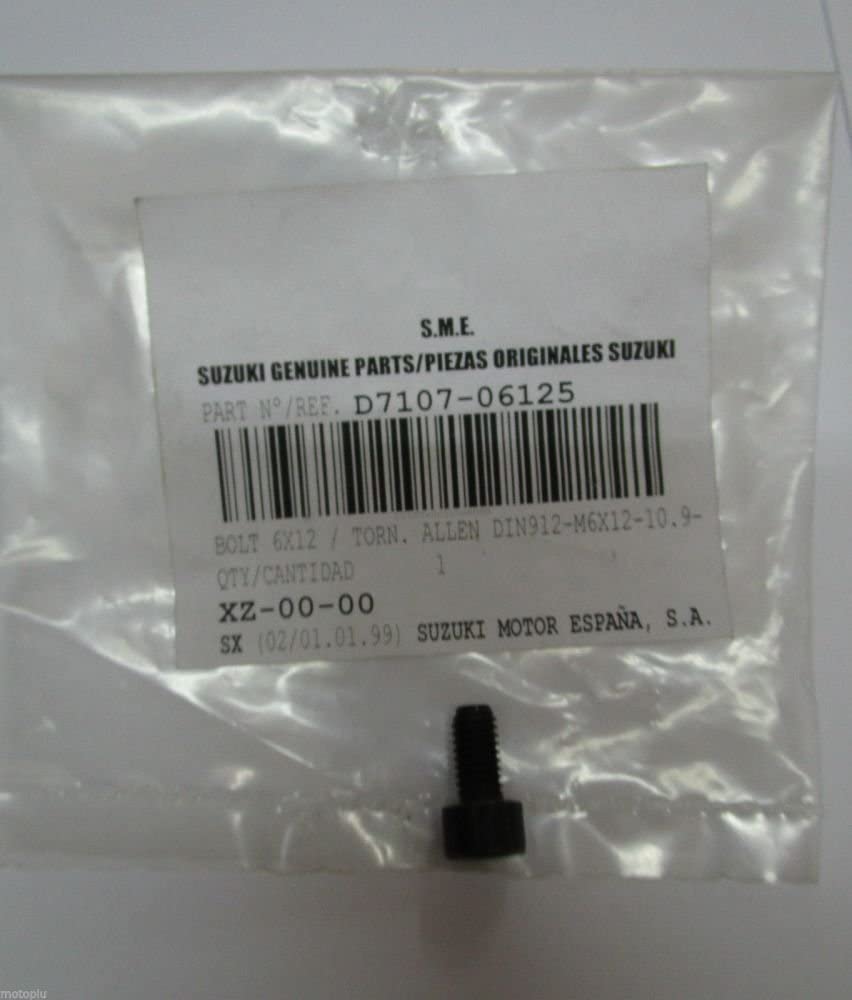 S.M.E.
SUZUKI GENUINE PARTS/PIEZAS ORIGINALES SUZUKI
PART Nº/REF. D7107-06125
BOLT 6X12 / TORN. ALLEN DIN912-M6X12-10.9-
QTY/CANTIDAD 1
XZ-00-00
SX (02/01.01.99) SUZUKI MOTOR ESPAÑA, S.A.
motoplu